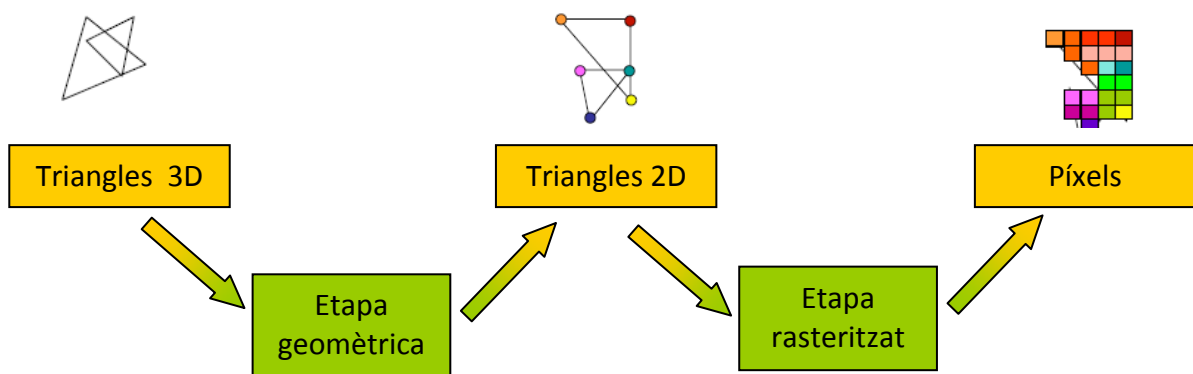 Triangles 3D
Triangles 2D
Píxels
Etapa
geomètrica
Etapa
rasteritzat